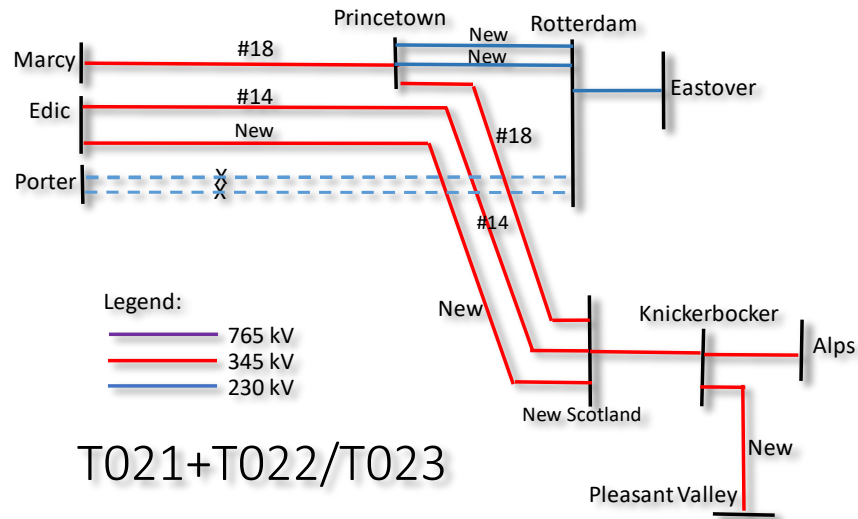 Princetown
Rotterdam
New
New
Marcy
#18
Eastover
Edic
#14
New
#18
Porter
X
X
#14
Legend:
New
Knickerbocker
765 kV
345 kV
Alps
230 kV
New Scotland
T021+T022/T023
New
Pleasant Valley